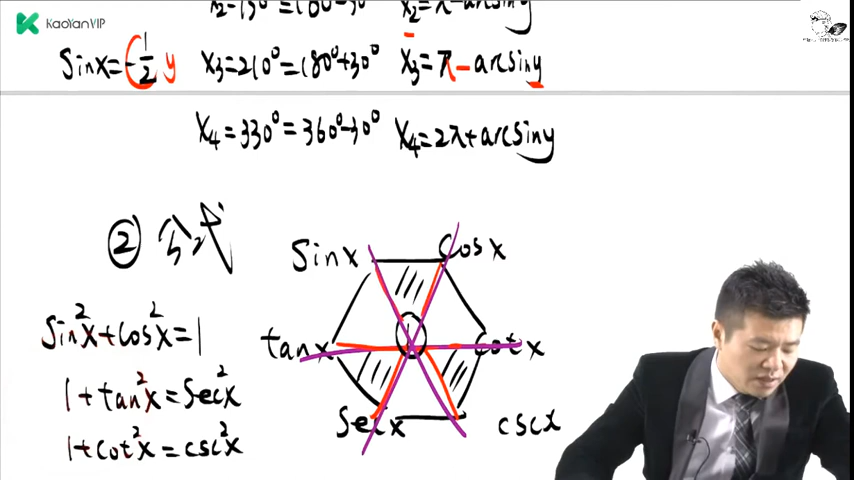 KaoYanVIP
sinx=-1/2 y x₃=210°=180°+30° x₃=π-arcsiny
x₄=330°=360°-30° x₄=2π+arcsiny
② 公式
sinx cosx
sin²x+cos²x=1 1
tanx cotx
1+tan²x=sec²x
secx cscx
1+cot²x=csc²x